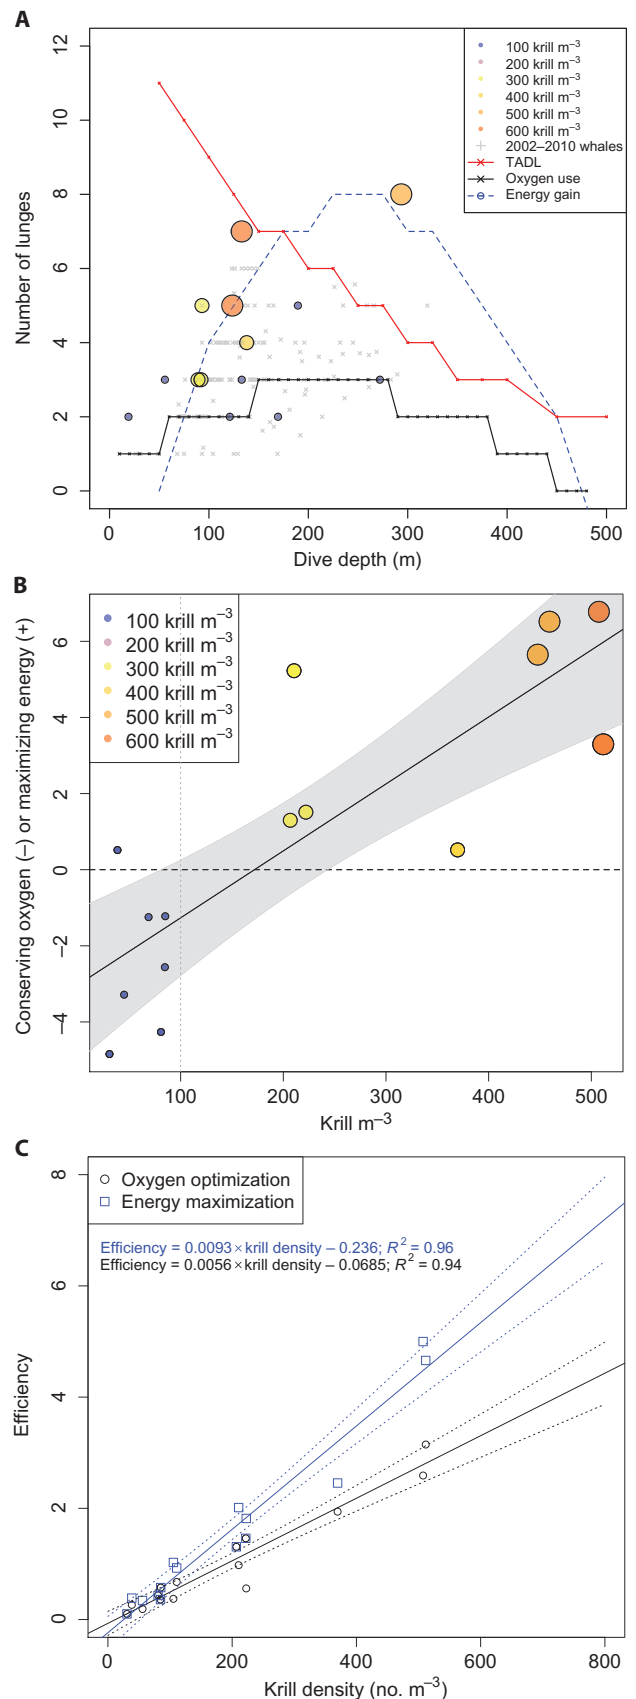 A
12
10
8
6
4
2
0
Number of lunges
100 krill m−3
200 krill m−3
300 krill m−3
400 krill m−3
500 krill m−3
600 krill m−3
2002–2010 whales
TADL
Oxygen use
Energy gain
0
100
200
300
400
500
Dive depth (m)
B
6
4
2
0
−2
−4
Conserving oxygen (−) or maximizing energy (+)
100 krill m−3
200 krill m−3
300 krill m−3
400 krill m−3
500 krill m−3
600 krill m−3
100
200
300
400
500
Krill m−3
C
8
6
4
2
0
Efficiency
Oxygen optimization
Energy maximization
Efficiency = 0.0093 × krill density – 0.236; R2 = 0.96
Efficiency = 0.0056 × krill density – 0.0685; R2 = 0.94
0
200
400
600
800
Krill density (no. m−3)